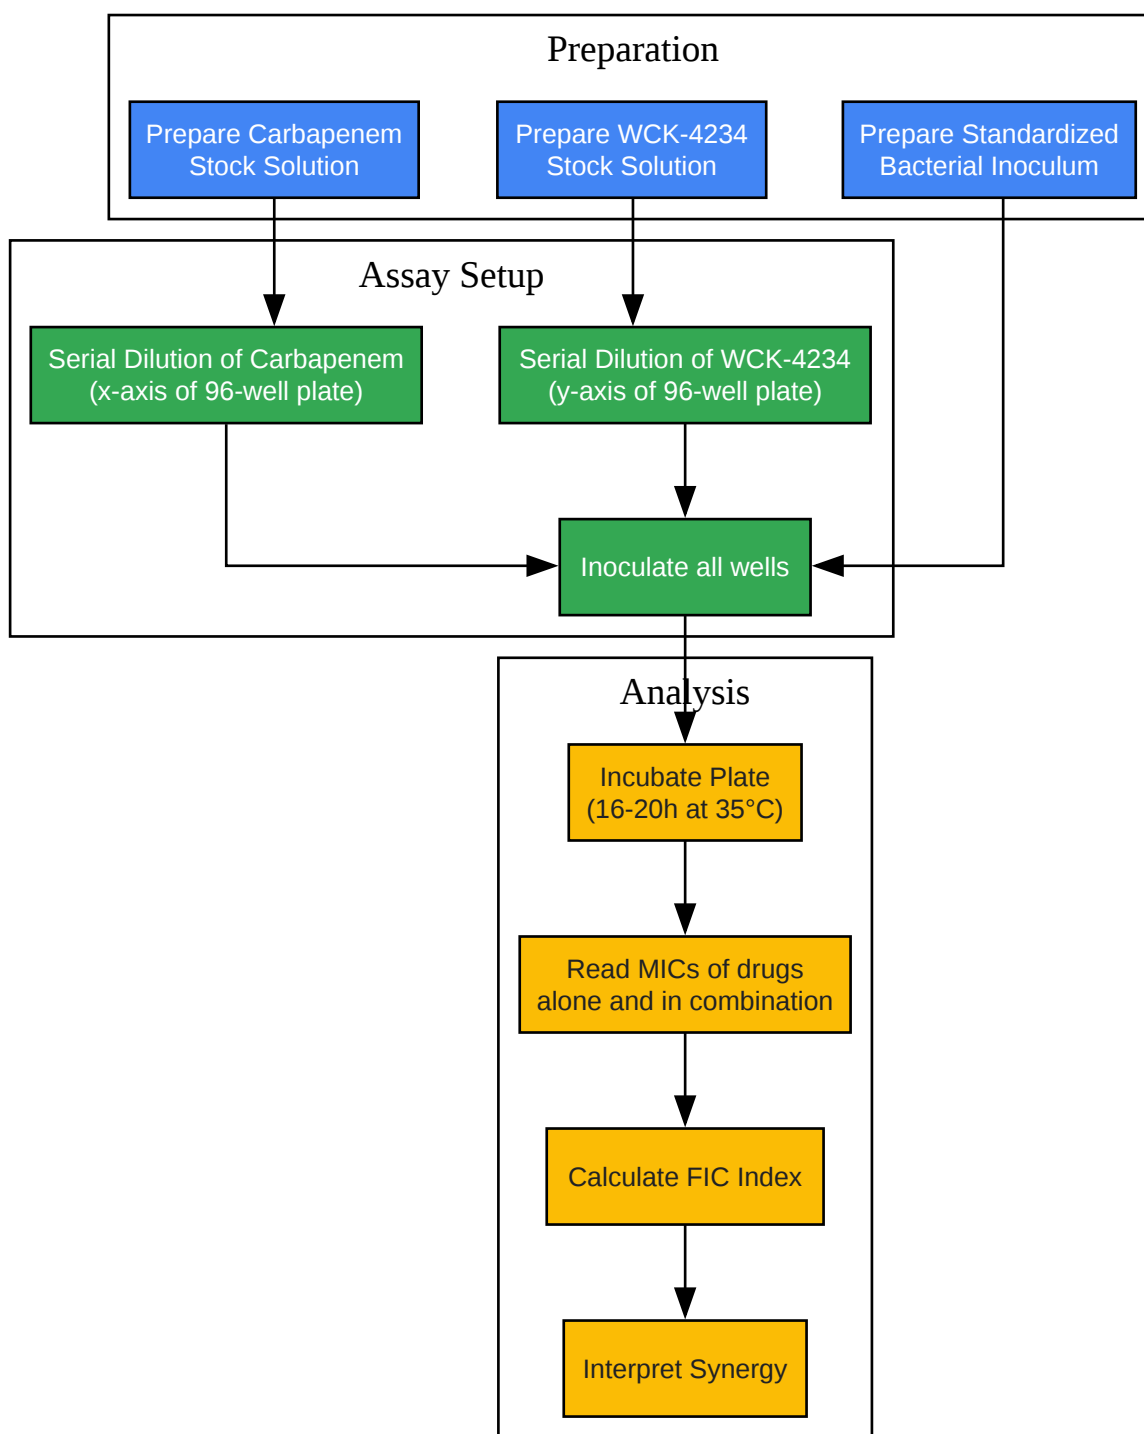 Preparation
Prepare Carbapenem
Stock Solution
Prepare WCK-4234
Stock Solution
Prepare Standardized
Bacterial Inoculum
Assay Setup
Serial Dilution of Carbapenem
(x-axis of 96-well plate)
Serial Dilution of WCK-4234
(y-axis of 96-well plate)
Inoculate all wells
Analysis
Incubate Plate
(16-20h at 35°C)
Read MICs of drugs
alone and in combination
Calculate FIC Index
Interpret Synergy